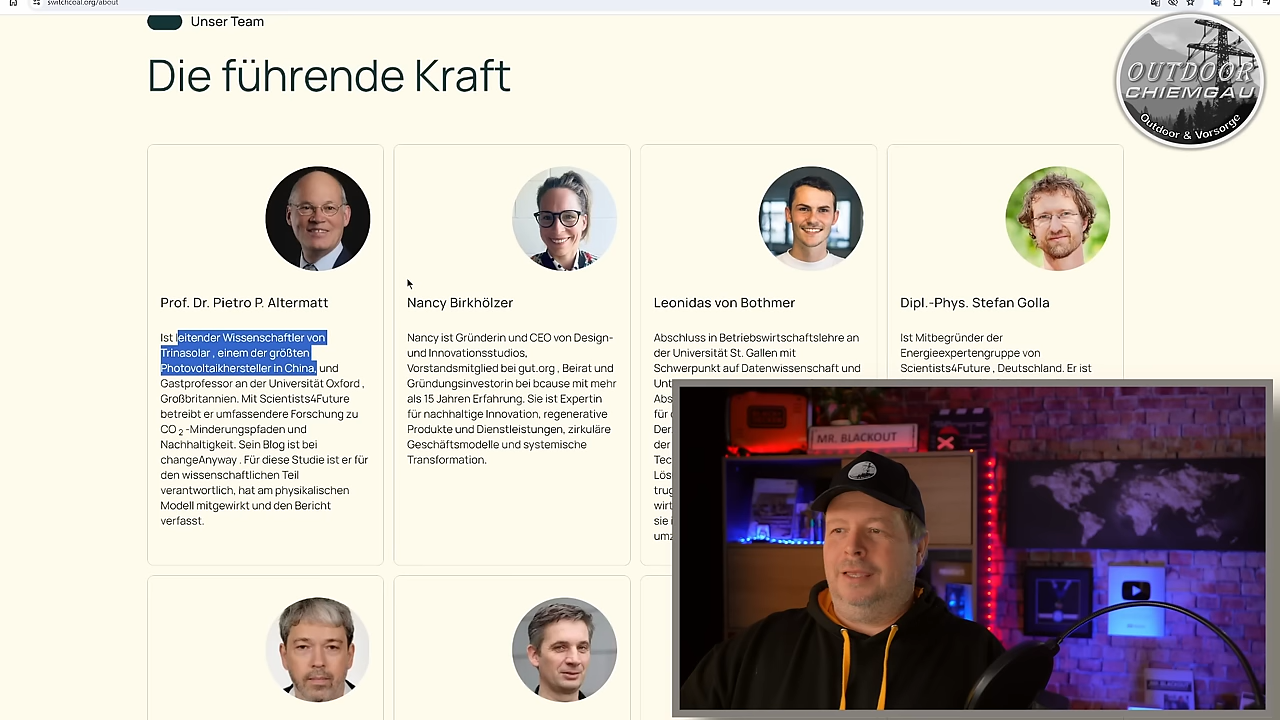 switchcoal.org/about
Unser Team
Die führende Kraft
OUTDOOR
CHIEMGAU
Outdoor & Vorsorge
Prof. Dr. Pietro P. Altermatt
Ist leitender Wissenschaftler von
Trinasolar , einem der größten
Photovoltaikhersteller in China, und
Gastprofessor an der Universität Oxford ,
Großbritannien. Mit Scientists4Future
betreibt er umfassende Forschung zu
CO 2 -Minderungspfaden und
Nachhaltigkeit. Sein Blog ist bei
changeAnyway . Für diese Studie ist er für
den wissenschaftlichen Teil
verantwortlich, hat am physikalischen
Modell mitgewirkt und den Bericht
verfasst.
Nancy Birkhölzer
Nancy ist Gründerin und CEO von Design-
und Innovationsstudios,
Vorstandsmitglied bei gut.org , Beirat und
Gründungsinvestorin bei bcause mit mehr
als 15 Jahren Erfahrung. Sie ist Expertin
für nachhaltige Innovation, regenerative
Produkte und Dienstleistungen, zirkuläre
Geschäftsmodelle und systemische
Transformation.
Leonidas von Bothmer
Abschluss in Betriebswirtschaftslehre an
der Universität St. Gallen mit
Schwerpunkt auf Datenwissenschaft und
Dipl.-Phys. Stefan Golla
Ist Mitbegründer der
Energieexpertengruppe von
Scientists4Future , Deutschland. Er ist
MR. BLACKOUT
MR. BLACKOUT